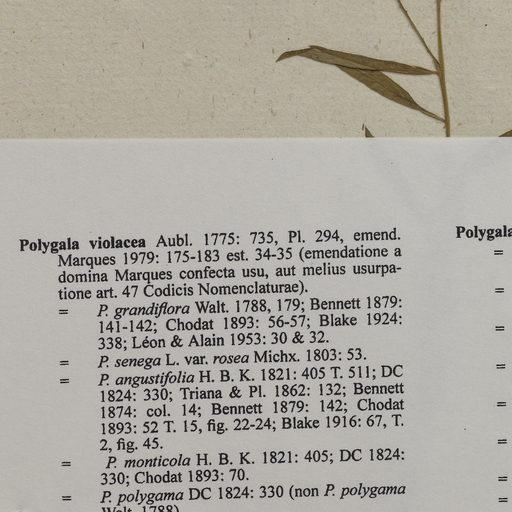 Polygala violacea Aubl. 1775: 735, Pl. 294, emend.
Marques 1979: 175-183 est. 34-35 (emendatione a
domina Marques confecta usu, aut melius usurpa-
tione art. 47 Codicis Nomenclaturae).
= P. grandiflora Walt. 1788, 179; Bennett 1879:
141-142; Chodat 1893: 56-57; Blake 1924:
338; Léon & Alain 1953: 30 & 32.
= P. senega L. var. rosea Michx. 1803: 53.
= P. angustifolia H. B. K. 1821: 405 T. 511; DC
1824: 330; Triana & Pl. 1862: 132; Bennett
1874: col. 14; Bennett 1879: 142; Chodat
1893: 52 T. 15, fig. 22-24; Blake 1916: 67, T.
2, fig. 45.
= P. monticola H. B. K. 1821: 405; DC 1824:
330; Chodat 1893: 70.
= P. polygama DC 1824: 330 (non P. polygama
Walt. 1788)
Polygala
=
=
=
=
=
=
=
=